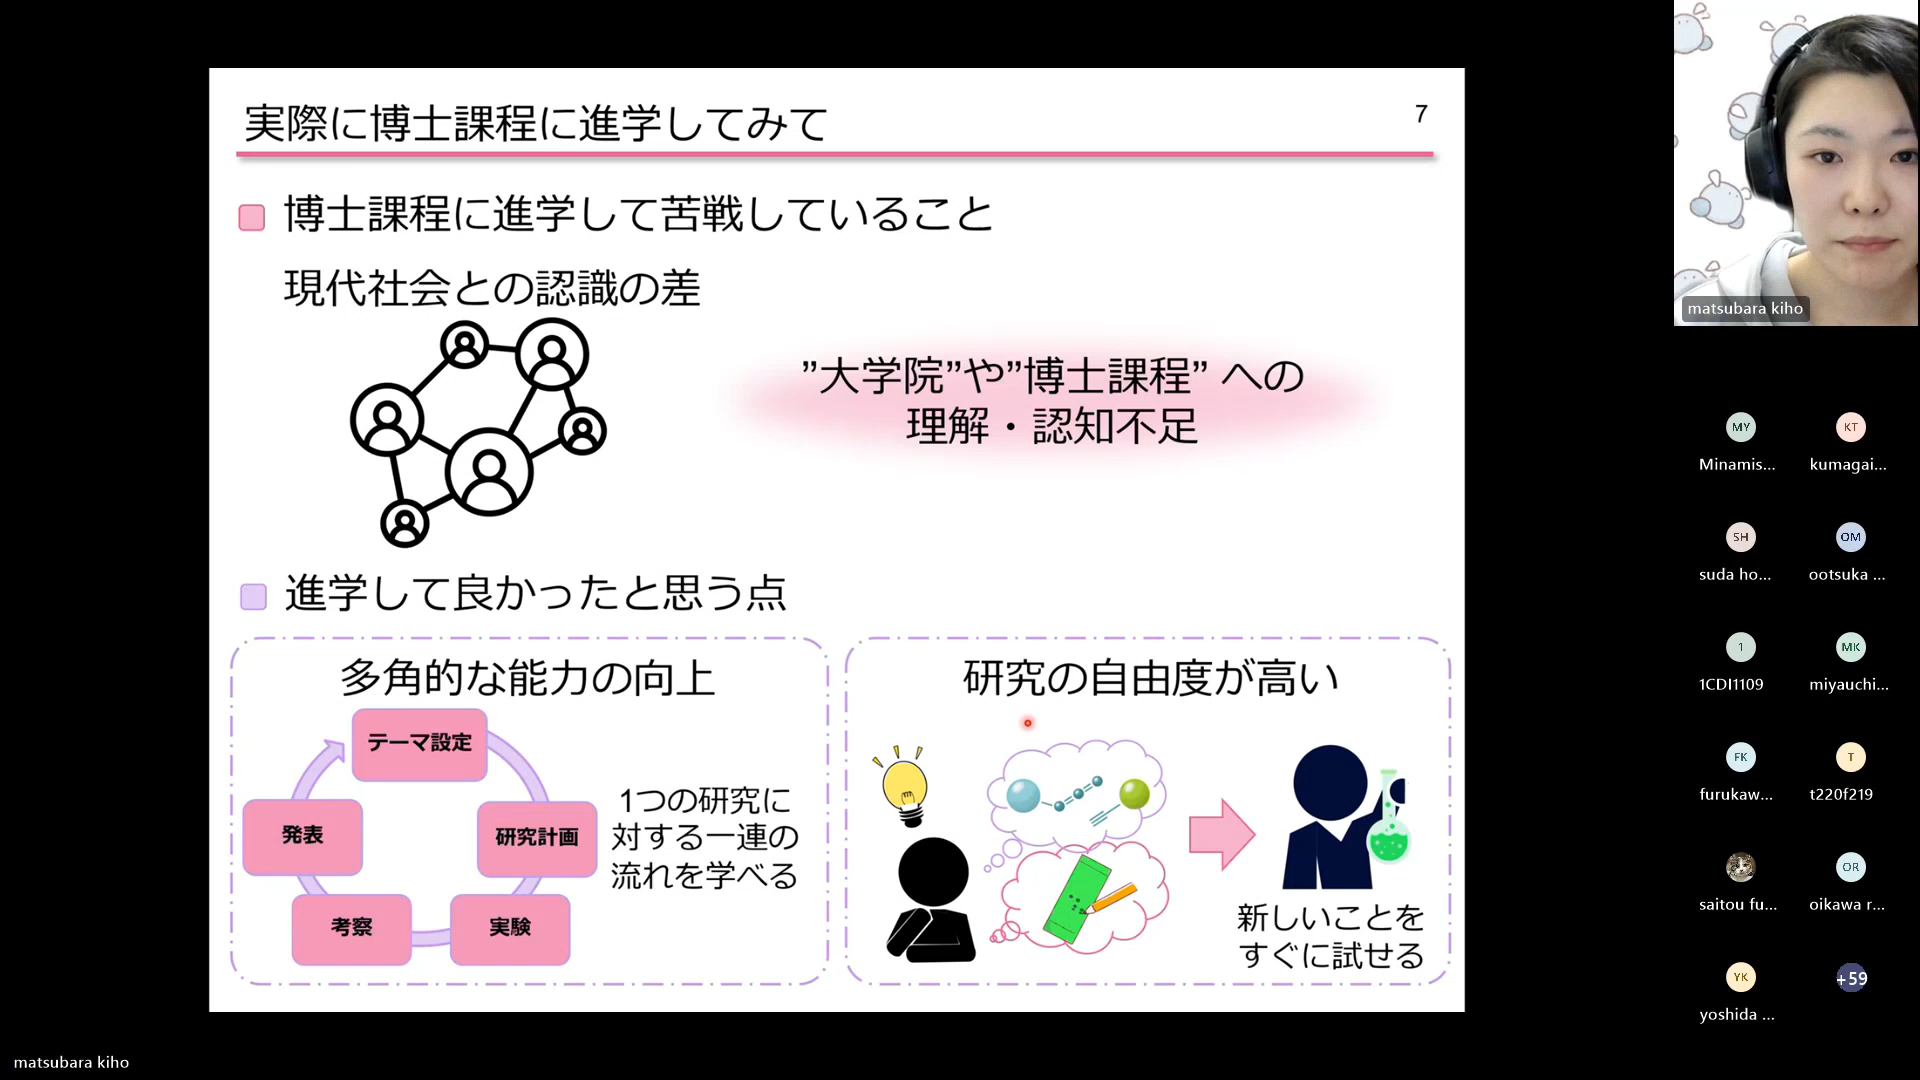 実際に博士課程に進学してみて
7
博士課程に進学して苦戦していること
現代社会との認識の差
”大学院”や”博士課程” への
理解・認知不足
進学して良かったと思う点
多角的な能力の向上
テーマ設定
研究計画
実験
考察
発表
1つの研究に
対する一連の
流れを学べる
研究の自由度が高い
新しいことを
すぐに試せる
matsubara kiho
MY
Minamis...
KT
kumagai...
SH
suda ho...
OM
ootsuka ...
1
1CDI1109
MK
miyauchi...
FK
furukaw...
T
t220f219
saitou fu...
OR
oikawa r...
YK
yoshida ...
+59
matsubara kiho